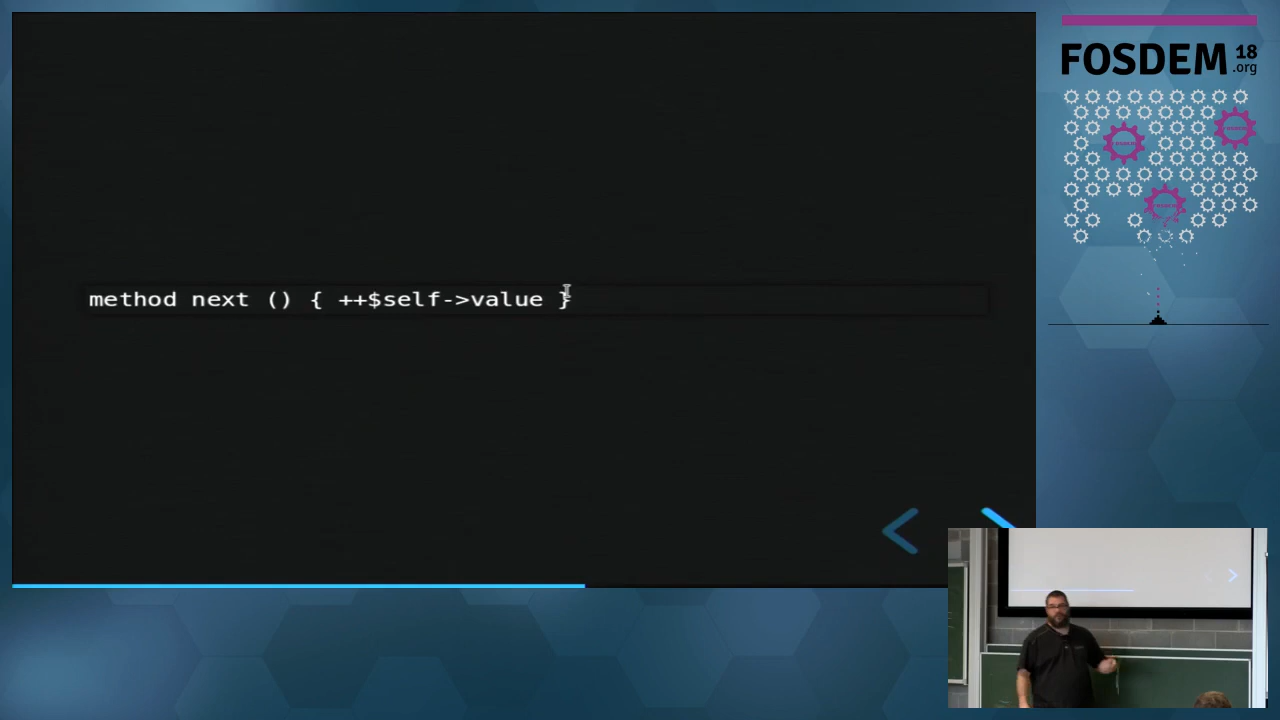 method next () { ++$self->value }
FOSDEM 18
.org